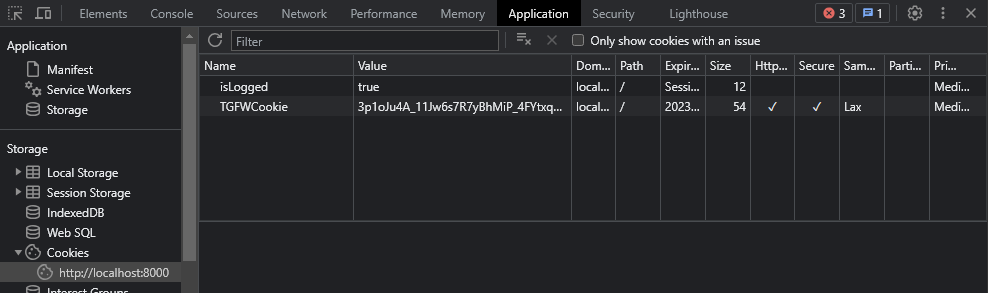 Elements Console Sources Network Performance Memory Application Security Lighthouse 3 1
Application
Manifest
Service Workers
Storage
Storage
Local Storage
Session Storage
IndexedDB
Web SQL
Cookies
http://localhost:8000
Interest Groups
Filter Only show cookies with an issue
Name Value Dom... Path Expir... Size Http... Secure Sam... Parti... Pri...
isLogged true local... / Sessi... 12 Medi...
TGFWCookie 3p1oJu4A_11Jw6s7R7yBhMiP_4FYtxq... local... / 2023... 54 ✓ ✓ Lax Medi...